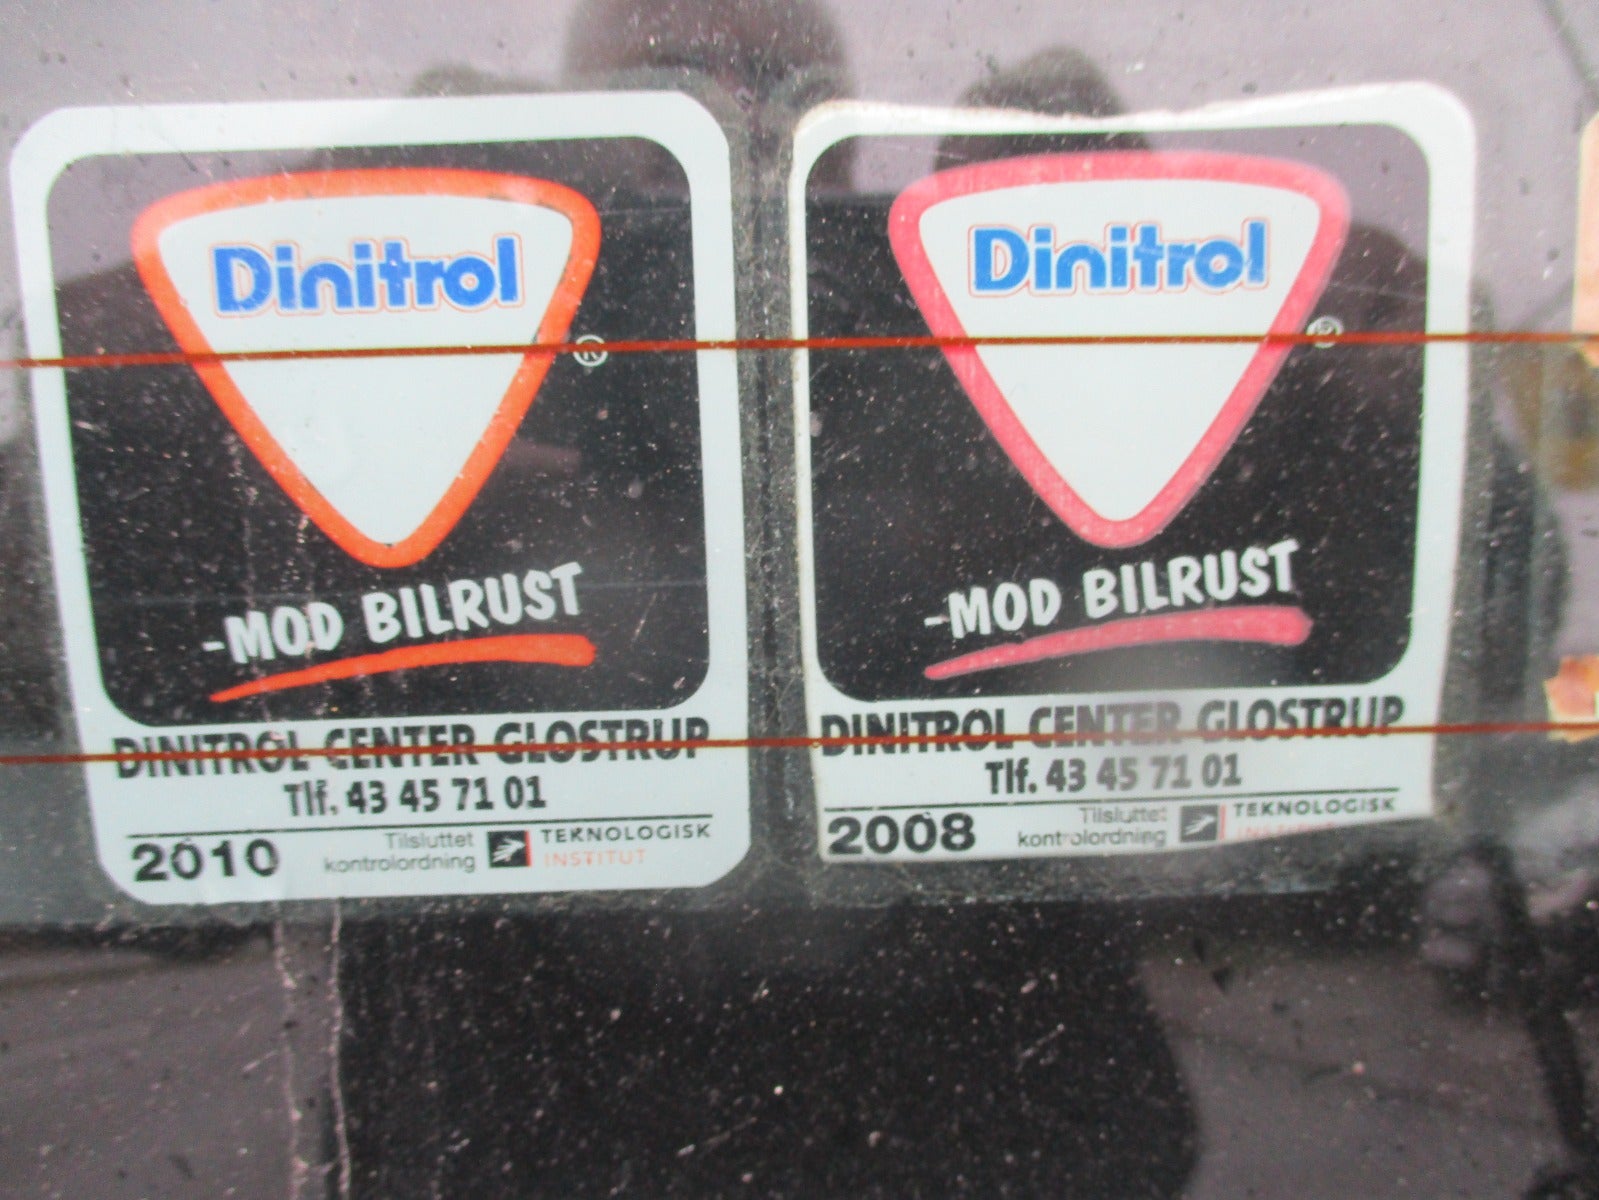 Dinitrol
®
-MOD BILRUST
DINITROL CENTER GLOSTRUP
Tlf. 43 45 71 01
2010
Tilsluttet
kontrolordning
TEKNOLOGISK
INSTITUT
Dinitrol
®
-MOD BILRUST
DINITROL CENTER GLOSTRUP
Tlf. 43 45 71 01
2008
Tilsluttet
kontrolordning
TEKNOLOGISK
INSTITUT